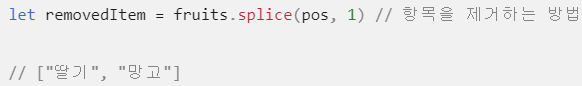 let removedItem = fruits.splice(pos, 1) // 항목을 제거하는 방법
// ["딸기", "망고"]